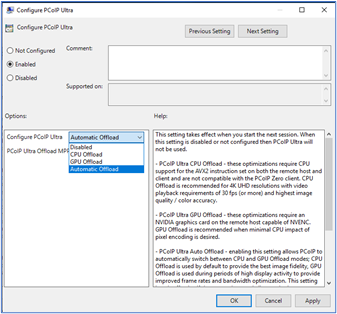 Configure PCoIP Ultra
Configure PCoIP Ultra
Previous Setting
Next Setting
Not Configured
Enabled
Disabled
Comment:
Supported on:
Options:
Help:
Configure PCoIP Ultra
Automatic Offload
PCoIP Ultra Offload MPP
Disabled
CPU Offload
GPU Offload
Automatic Offload
This setting takes effect when you start the next session. When
this setting is disabled or not configured then PCoIP Ultra will
not be used.
- PCoIP Ultra CPU Offload - these optimizations require CPU
support for the AVX2 instruction set on both the remote host
and client and are not compatible with the PCoIP Zero client. CPU
Offload is recommended for 4K UHD resolutions with video
playback requirements of 30 fps (or more) and highest image
quality / color accuracy.
- PCoIP Ultra GPU Offload - these optimizations require an
NVIDIA graphics card on the remote host capable of NVENC.
GPU Offload is recommended when minimal CPU impact of
pixel encoding is desired.
- PCoIP Ultra Auto Offload - enabling this setting allows PCoIP to
automatically switch between CPU and GPU Offload modes; CPU
Offload is used by default to provide the best image fidelity, GPU
Offload is used during periods of high display activity to provide
improved frame rates and bandwidth optimization. This setting
OK
Cancel
Apply